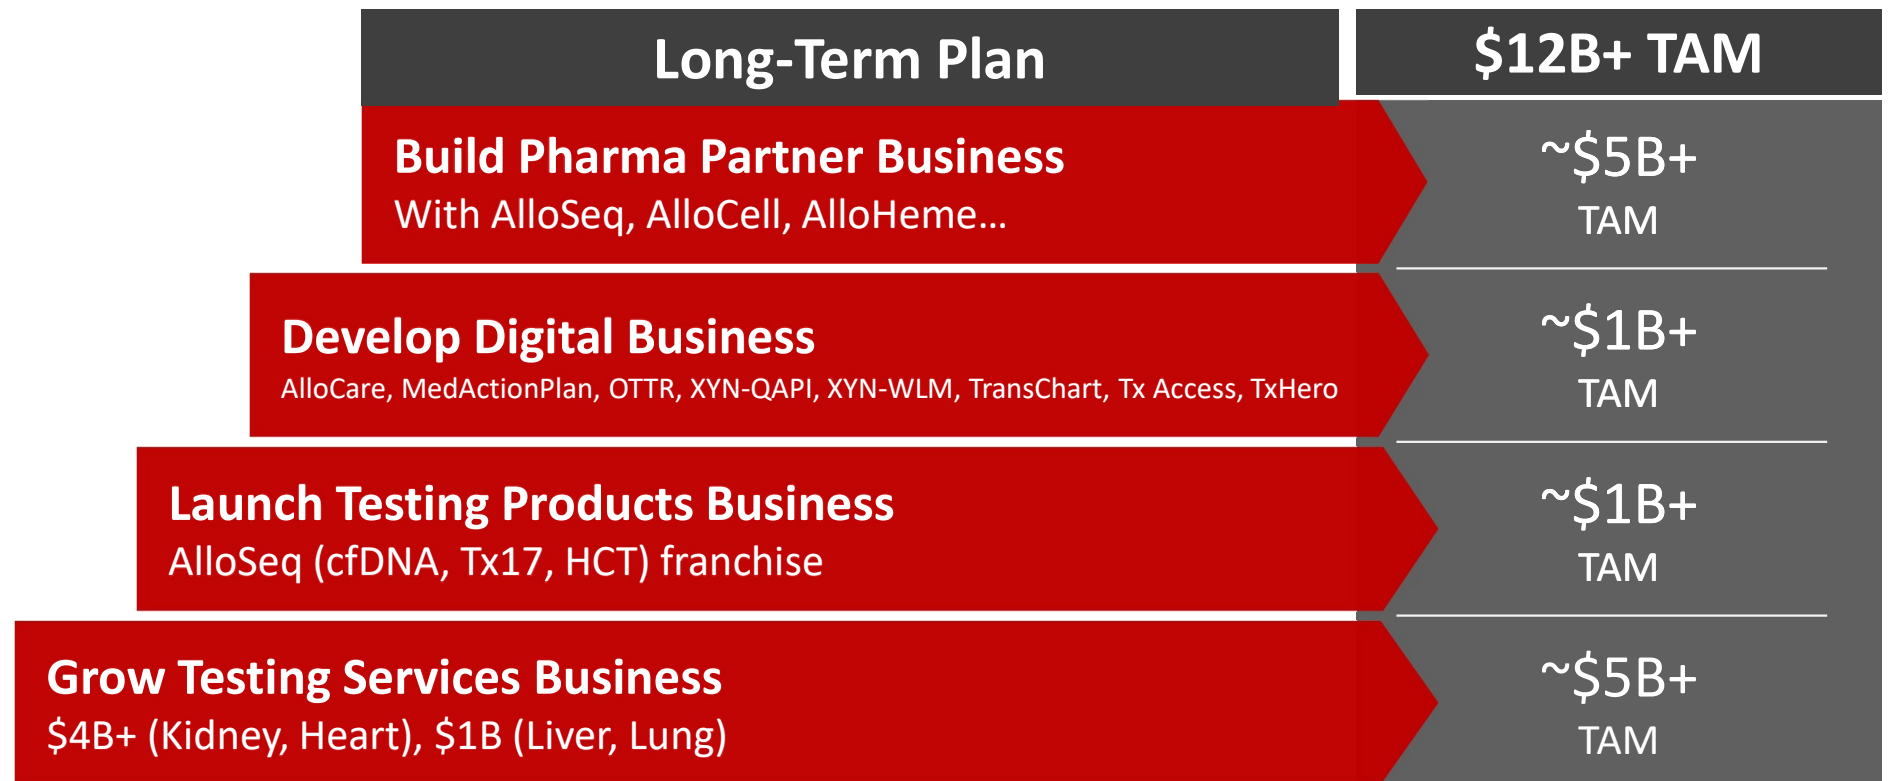 Long-Term Plan
$12B+ TAM
Build Pharma Partner Business
With AlloSeq, AlloCell, AlloHeme...
~$5B+
TAM
Develop Digital Business
AlloCare, MedActionPlan, OTTR, XYN-QAPI, XYN-WLM, TransChart, Tx Access, TxHero
~$1B+
TAM
Launch Testing Products Business
AlloSeq (cfDNA, Tx17, HCT) franchise
~$1B+
TAM
Grow Testing Services Business
$4B+ (Kidney, Heart), $1B (Liver, Lung)
~$5B+
TAM